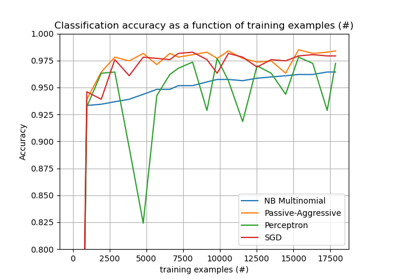 Classification accuracy as a function of training examples (#)
1.000
0.975
0.950
0.925
0.900
0.875
0.850
0.825
0.800
Accuracy
0
2500
5000
7500
10000
12500
15000
17500
training examples (#)
NB Multinomial
Passive-Aggressive
Perceptron
SGD